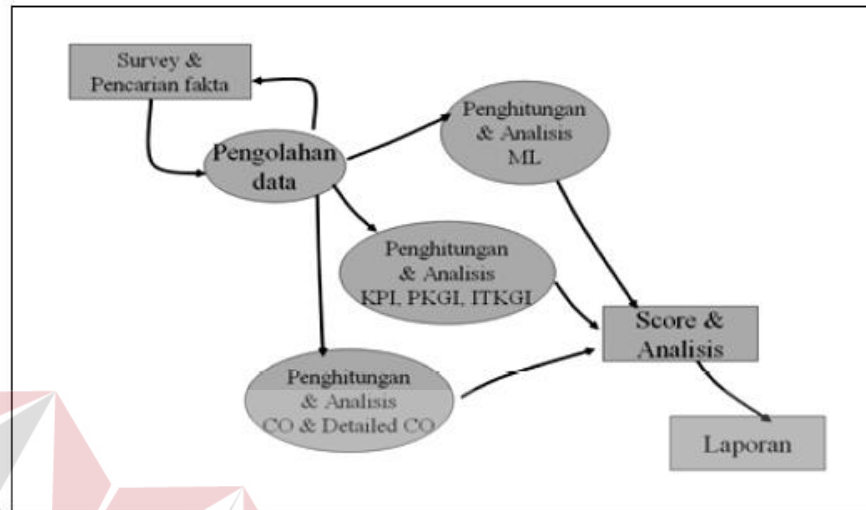 Survey &
Pencarian fakta
Pengolahan
data
Penghitungan
& Analisis
ML
Penghitungan
& Analisis
KPI, PKGI, ITKGI
Penghitungan
& Analisis
CO & Detailed CO
Score &
Analisis
Laporan